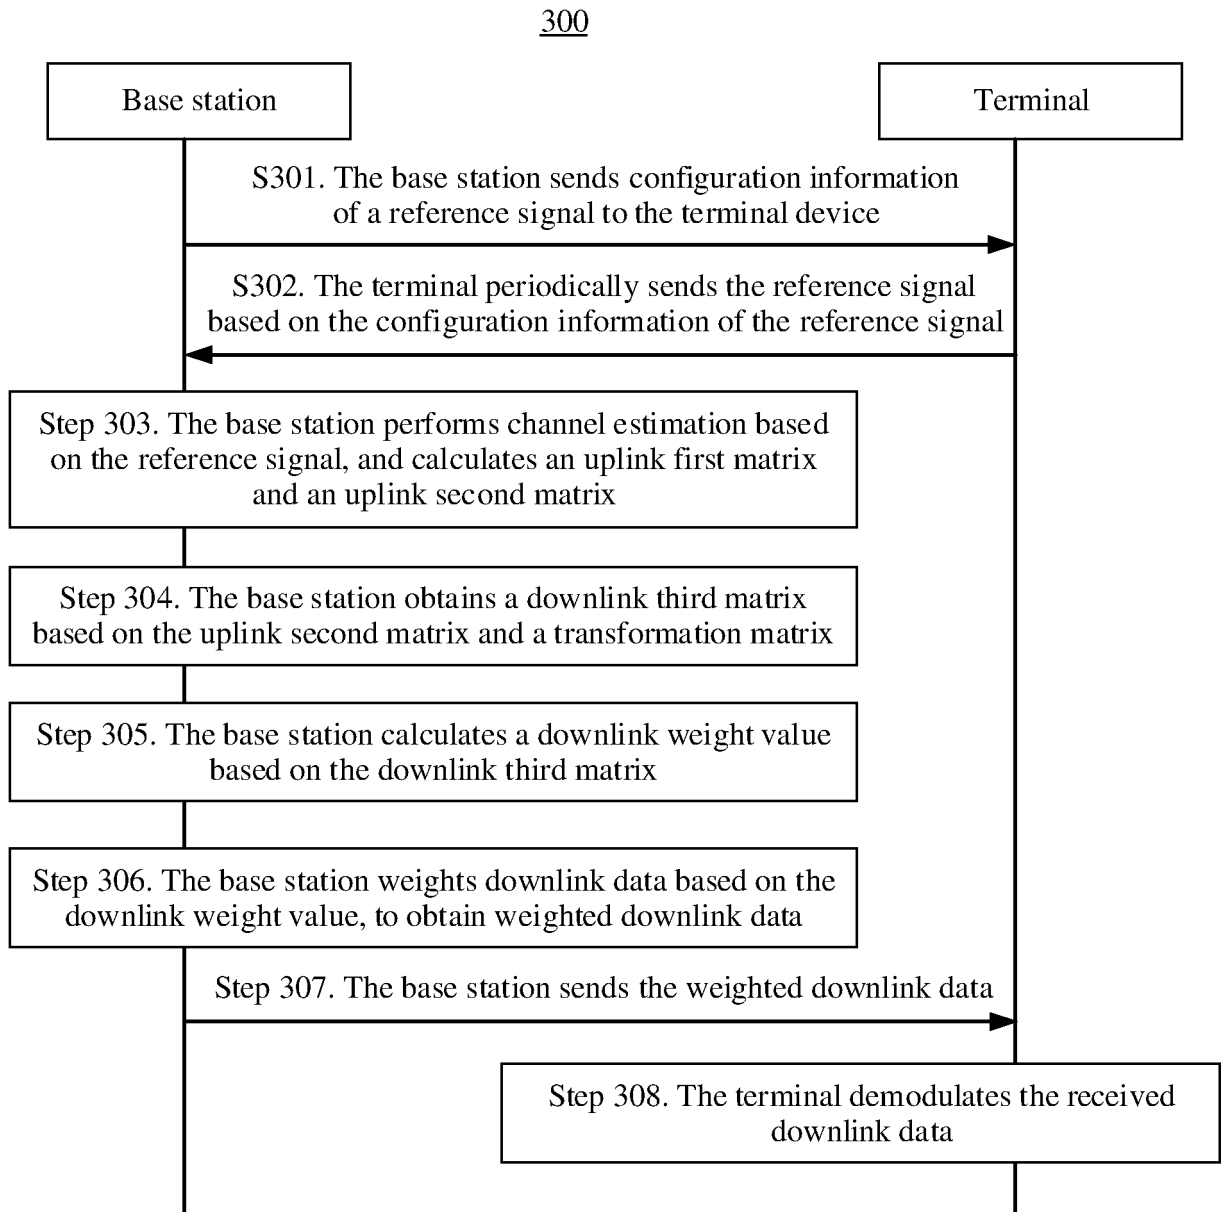 300
Base station
Terminal
S301. The base station sends configuration information
of a reference signal to the terminal device
S302. The terminal periodically sends the reference signal
based on the configuration information of the reference signal
Step 303. The base station performs channel estimation based
on the reference signal, and calculates an uplink first matrix
and an uplink second matrix
Step 304. The base station obtains a downlink third matrix
based on the uplink second matrix and a transformation matrix
Step 305. The base station calculates a downlink weight value
based on the downlink third matrix
Step 306. The base station weights downlink data based on the
downlink weight value, to obtain weighted downlink data
Step 307. The base station sends the weighted downlink data
Step 308. The terminal demodulates the received
downlink data